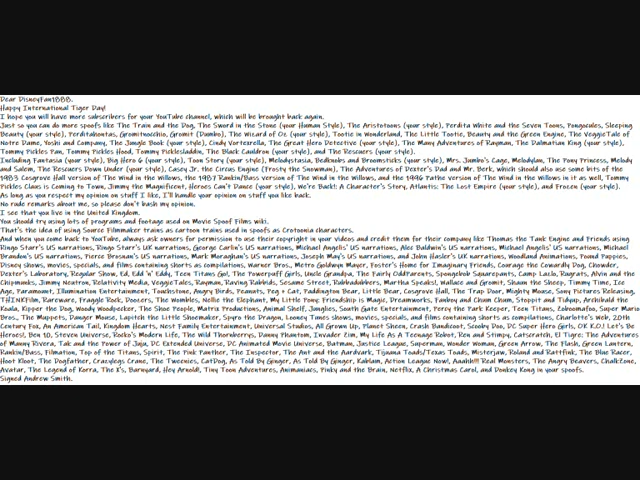 Dear DisneyFan1888,
Happy International Tiger Day!
I hope you will have more subscribers for your YouTube channel, which will be brought back again.
Just so you can do more spoofs like The Train and the Dog, The Sword in the Stone (your Human Style), The Aristotoons (your style), Perdita White and the Seven Toons, Pongocules, Sleeping
Beauty (your style), Perditahontas, Gromitnocchio, Gromit (Dumbo), The Wizard of Oz (your style), Tootie in Wonderland, The Little Tootie, Beauty and the Green Engine, The VeggieTale of
Notre Dame, Yoshi and Company, The Jungle Book (your style), Cindy Vortexrella, The Great Hero Detective (your style), The Many Adventures of Rayman, The Dalmatian King (your style),
Tommy Pickles Pan, Tommy Pickles Hood, Tommy Picklesladdin, The Black Cauldron (your style), and The Rescuers (your style).
Including Fantasia (your style), Big Hero 6 (your style), Toon Story (your style), Melodystasia, Bedknobs and Broomsticks (your style), Mrs. Jumbo's Cage, Melodylan, The Pony Princess, Melody
and Salem, The Rescuers Down Under (your style), Casey Jr. the Circus Engine (Frosty the Snowman), The Adventures of Dexter's Dad and Mr. Berk, which should also use some bits of the
1983 Cosgrove Hall version of The Wind in the Willows, the 1987 Rankin/Bass version of The Wind in the Willows, and the 1996 Pathe version of The Wind in the Willows in it as well, Tommy
Pickles Claus is Coming to Town, Jimmy the Magnificent, Heroes Can't Dance (your style), We're Back!: A Character's Story, Atlantis: The Lost Empire (your style), and Frozen (your style).
As long as you respect my opinion on stuff I like, I'll handle your opinion on stuff you like back.
No rude remarks about me, so please don't bash my opinion.
I see that you live in the United Kingdom.
You should try using lots of programs and footage used on Movie Spoof Films wiki.
That's the idea of using Source Filmmaker trains as cartoon trains used in spoofs as Crotoonia characters.
And when you come back to YouTube, always ask owners for permission to use their copyright in your videos and credit them for their company like Thomas the Tank Engine and Friends using
Ringo Starr's US narrations, Ringo Starr's UK narrations, George Carlin's US narrations, Michael Angelis' US narrations, Alec Baldwin's US narrations, Michael Angelis' UK narrations, Michael
Brandon's US narrations, Pierce Brosnan's US narrations, Mark Moraghan's US narrations, Joseph May's US narrations, and John Hasler's UK narrations, Woodland Animations, Pound Puppies,
Disney shows, movies, specials, and films containing shorts as compilations, Warner Bros., Metro Goldwyn Mayer, Foster's Home for Imaginary Friends, Courage the Cowardly Dog, Chowder,
Dexter's Laboratory, Regular Show, Ed, Edd 'n' Eddy, Teen Titans Go!, The Powerpuff Girls, Uncle Grandpa, The Fairly OddParents, Spongebob Squarepants, Camp Lazlo, Rugrats, Alvin and the
Chipmunks, Jimmy Neutron, Relativity Media, VeggieTales, Rayman, Raving Rabbids, Sesame Street, Rubbadubbers, Martha Speaks!, Wallace and Gromit, Shaun the Sheep, Timmy Time, Ice
Age, Paramount, Illumination Entertainment, Touchstone, Angry Birds, Peanuts, Peg + Cat, Paddington Bear, Little Bear, Cosgrove Hall, The Trap Door, Mighty Mouse, Sony Pictures Releasing,
THINKFilm, Rareware, Fraggle Rock, Doozers, The Wombles, Nellie the Elephant, My Little Pony: Friendship is Magic, Dreamworks, Fanboy and Chum Chum, Stoppit and Tidyup, Archibald the
Koala, Kipper the Dog, Woody Woodpecker, The Shoe People, Matrix Productions, Animal Shelf, Junglies, South Gate Entertainment, Percy the Park Keeper, Teen Titans, Zoboomafoo, Super Mario
Bros., The Muppets, Danger Mouse, Lapitch the Little Shoemaker, Spyro the Dragon, Looney Tunes shows, movies, specials, and films containing shorts as compilations, Charlotte's Web, 20th
Century Fox, An American Tail, Kingdom Hearts, Nest Family Entertainment, Universal Studios, All Grown Up, Planet Sheen, Crash Bandicoot, Scooby Doo, DC Super Hero Girls, OK K.O.! Let's Be
Heroes!, Ben 10, Steven Universe, Rocko's Modern Life, The Wild Thornberrys, Danny Phantom, Invader Zim, My Life As A Teenage Robot, Ren and Stimpy, Catscratch, El Tigre: The Adventures
of Manny Rivera, Tak and the Power of Juju, DC Extended Universe, DC Animated Movie Universe, Batman, Justice League, Superman, Wonder Woman, Green Arrow, The Flash, Green Lantern,
Rankin/Bass, Filmation, Top of the Titans, Spirit, The Pink Panther, The Inspector, The Ant and the Aardvark, Tijuana Toads/Texas Toads, Misterjaw, Roland and Rattfink, The Blue Racer,
Hoot Kloot, The Dogfather, Crazylegs Crane, The Tweenies, CatDog, As Told By Ginger, As Told By Ginger, Kablam, Action League Now!, Aaahh!!! Real Monsters, The Angry Beavers, ChalkZone,
Avatar, The Legend of Korra, The X's, Barnyard, Hey Arnold!, Tiny Toon Adventures, Animaniacs, Pinky and the Brain, Netflix, A Christmas Carol, and Donkey Kong in your spoofs.
Signed Andrew Smith.